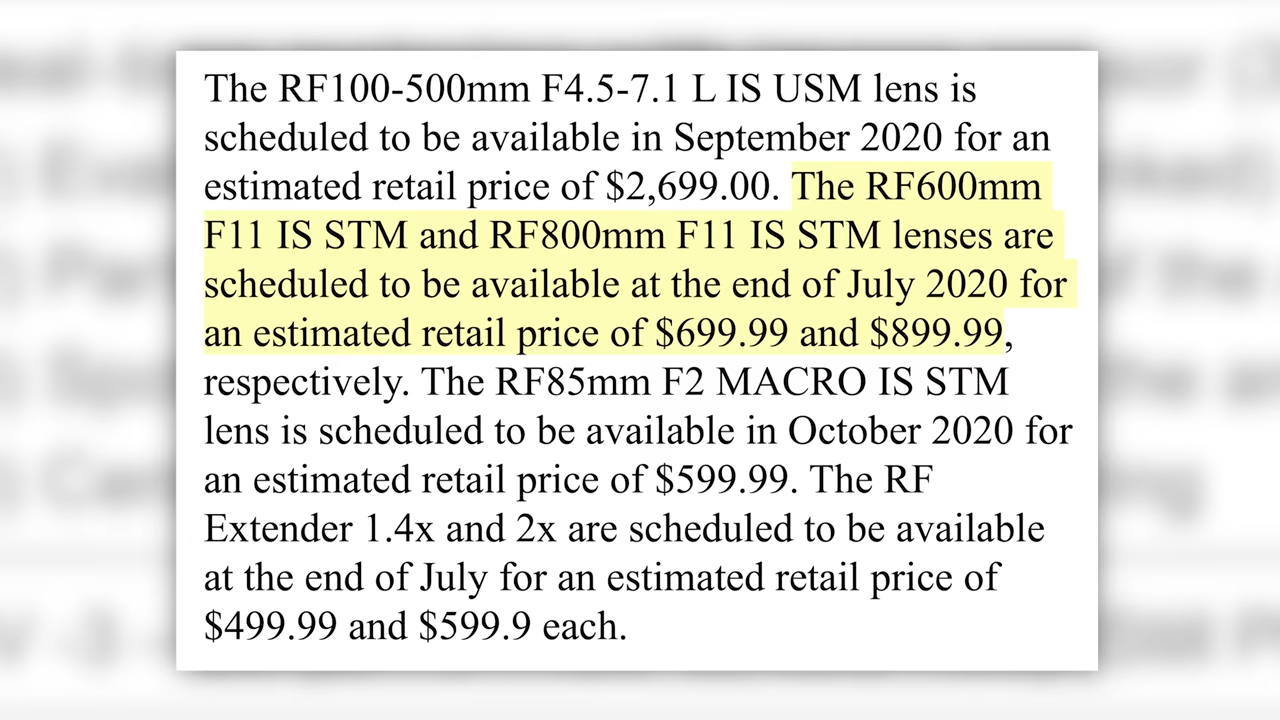 The RF100-500mm F4.5-7.1 L IS USM lens is
scheduled to be available in September 2020 for an
estimated retail price of $2,699.00. The RF600mm
F11 IS STM and RF800mm F11 IS STM lenses are
scheduled to be available at the end of July 2020 for
an estimated retail price of $699.99 and $899.99,
respectively. The RF85mm F2 MACRO IS STM
lens is scheduled to be available in October 2020 for
an estimated retail price of $599.99. The RF
Extender 1.4x and 2x are scheduled to be available
at the end of July for an estimated retail price of
$499.99 and $599.9 each.